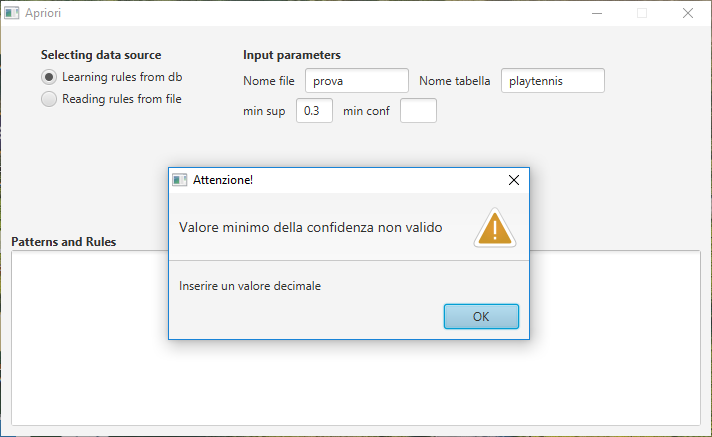 Apriori
Selecting data source
Learning rules from db
Reading rules from file
Input parameters
Nome file prova Nome tabella playtennis
min sup 0.3 min conf
Attenzione!
Valore minimo della confidenza non valido
Inserire un valore decimale
OK
Patterns and Rules